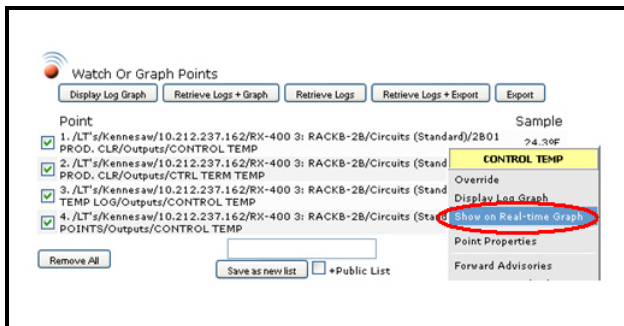 Watch Or Graph Points
Display Log Graph Retrieve Logs + Graph Retrieve Logs Retrieve Logs + Export Export
Point Sample
1. /LT's/Kennesaw/10.212.237.162/RX-400 3: RACKB-2B/Circuits (Standard)/2B01 24.3ºF
PROD. CLR/Outputs/CONTROL TEMP
2. /LT's/Kennesaw/10.212.237.162/RX-400 3: RACKB-2B/Circuits (Stand
PROD. CLR/Outputs/CTRL TERM TEMP
3. /LT's/Kennesaw/10.212.237.162/RX-400 3: RACKB-2B/Circuits (Stand
TEMP LOG/Outputs/CONTROL TEMP
4. /LT's/Kennesaw/10.212.237.162/RX-400 3: RACKB-2B/Circuits (Stand
POINTS/Outputs/CONTROL TEMP
CONTROL TEMP
Override
Display Log Graph
Show on Real-time Graph
Point Properties
Forward Advisories
Remove All
Save as new list +Public List